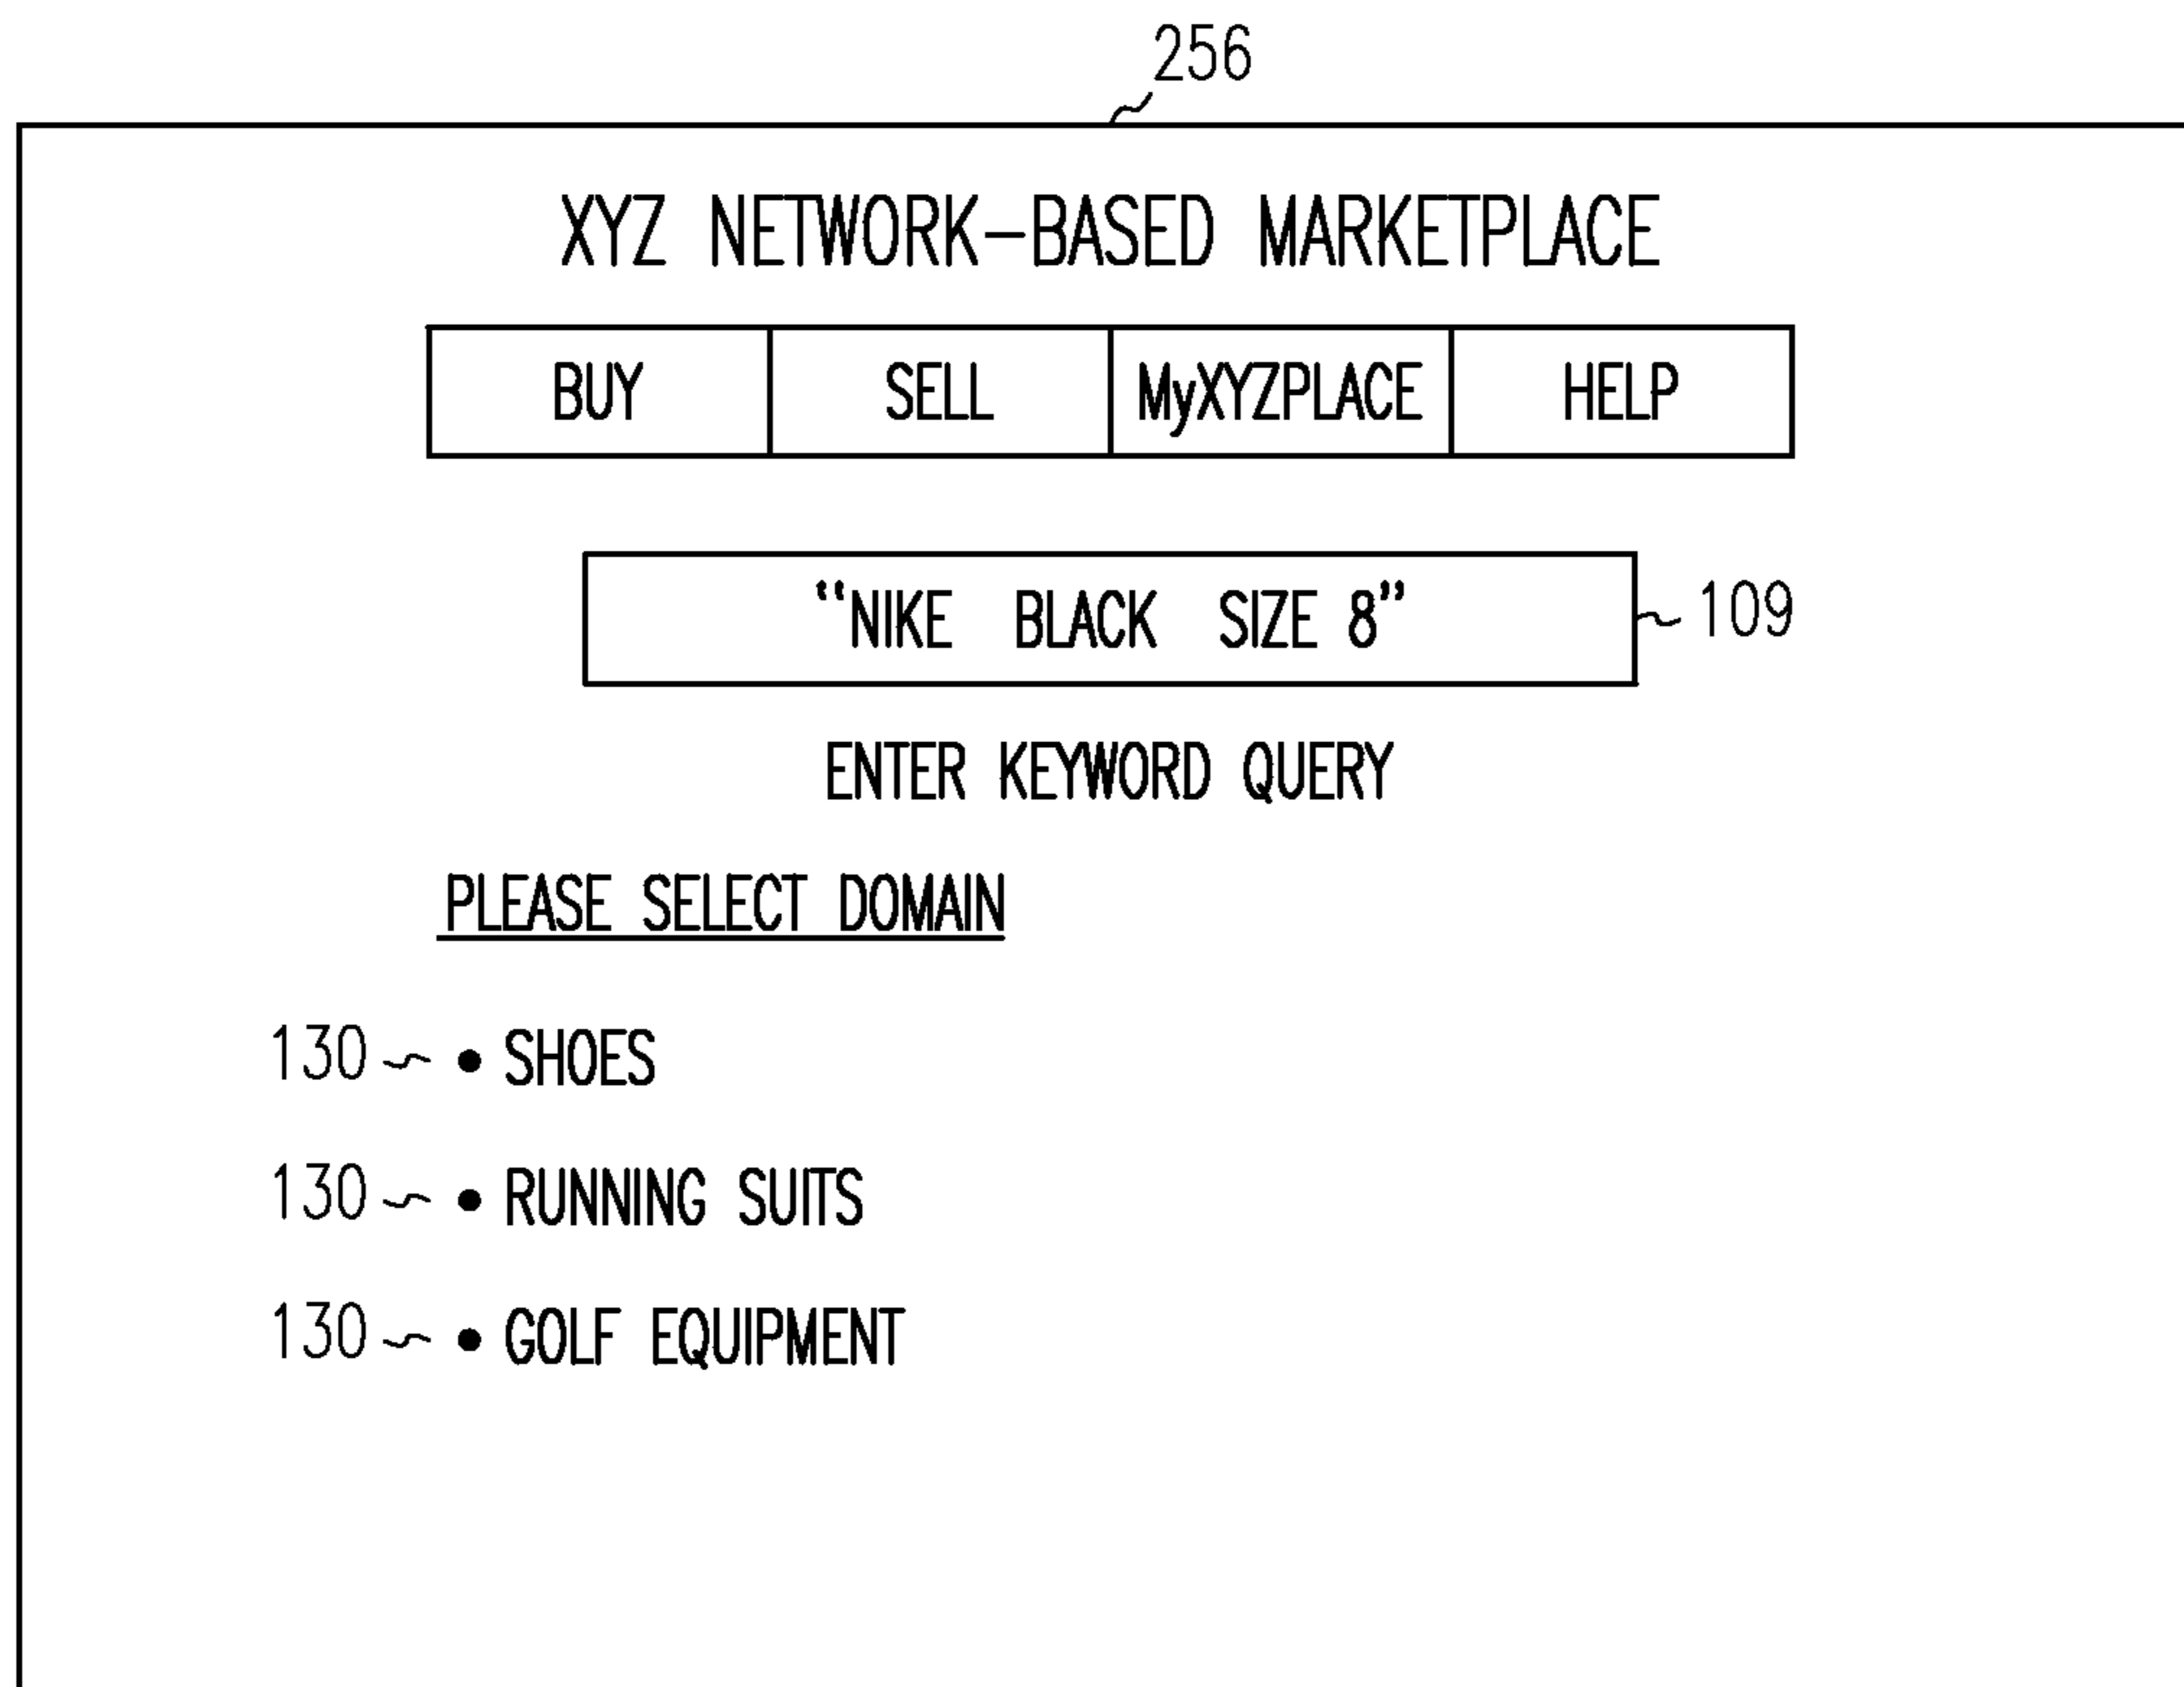 256
XYZ NETWORK-BASED MARKETPLACE
BUY SELL MyXYZPLACE HELP
“NIKE BLACK SIZE 8” 109
ENTER KEYWORD QUERY
PLEASE SELECT DOMAIN
130 • SHOES
130 • RUNNING SUITS
130 • GOLF EQUIPMENT